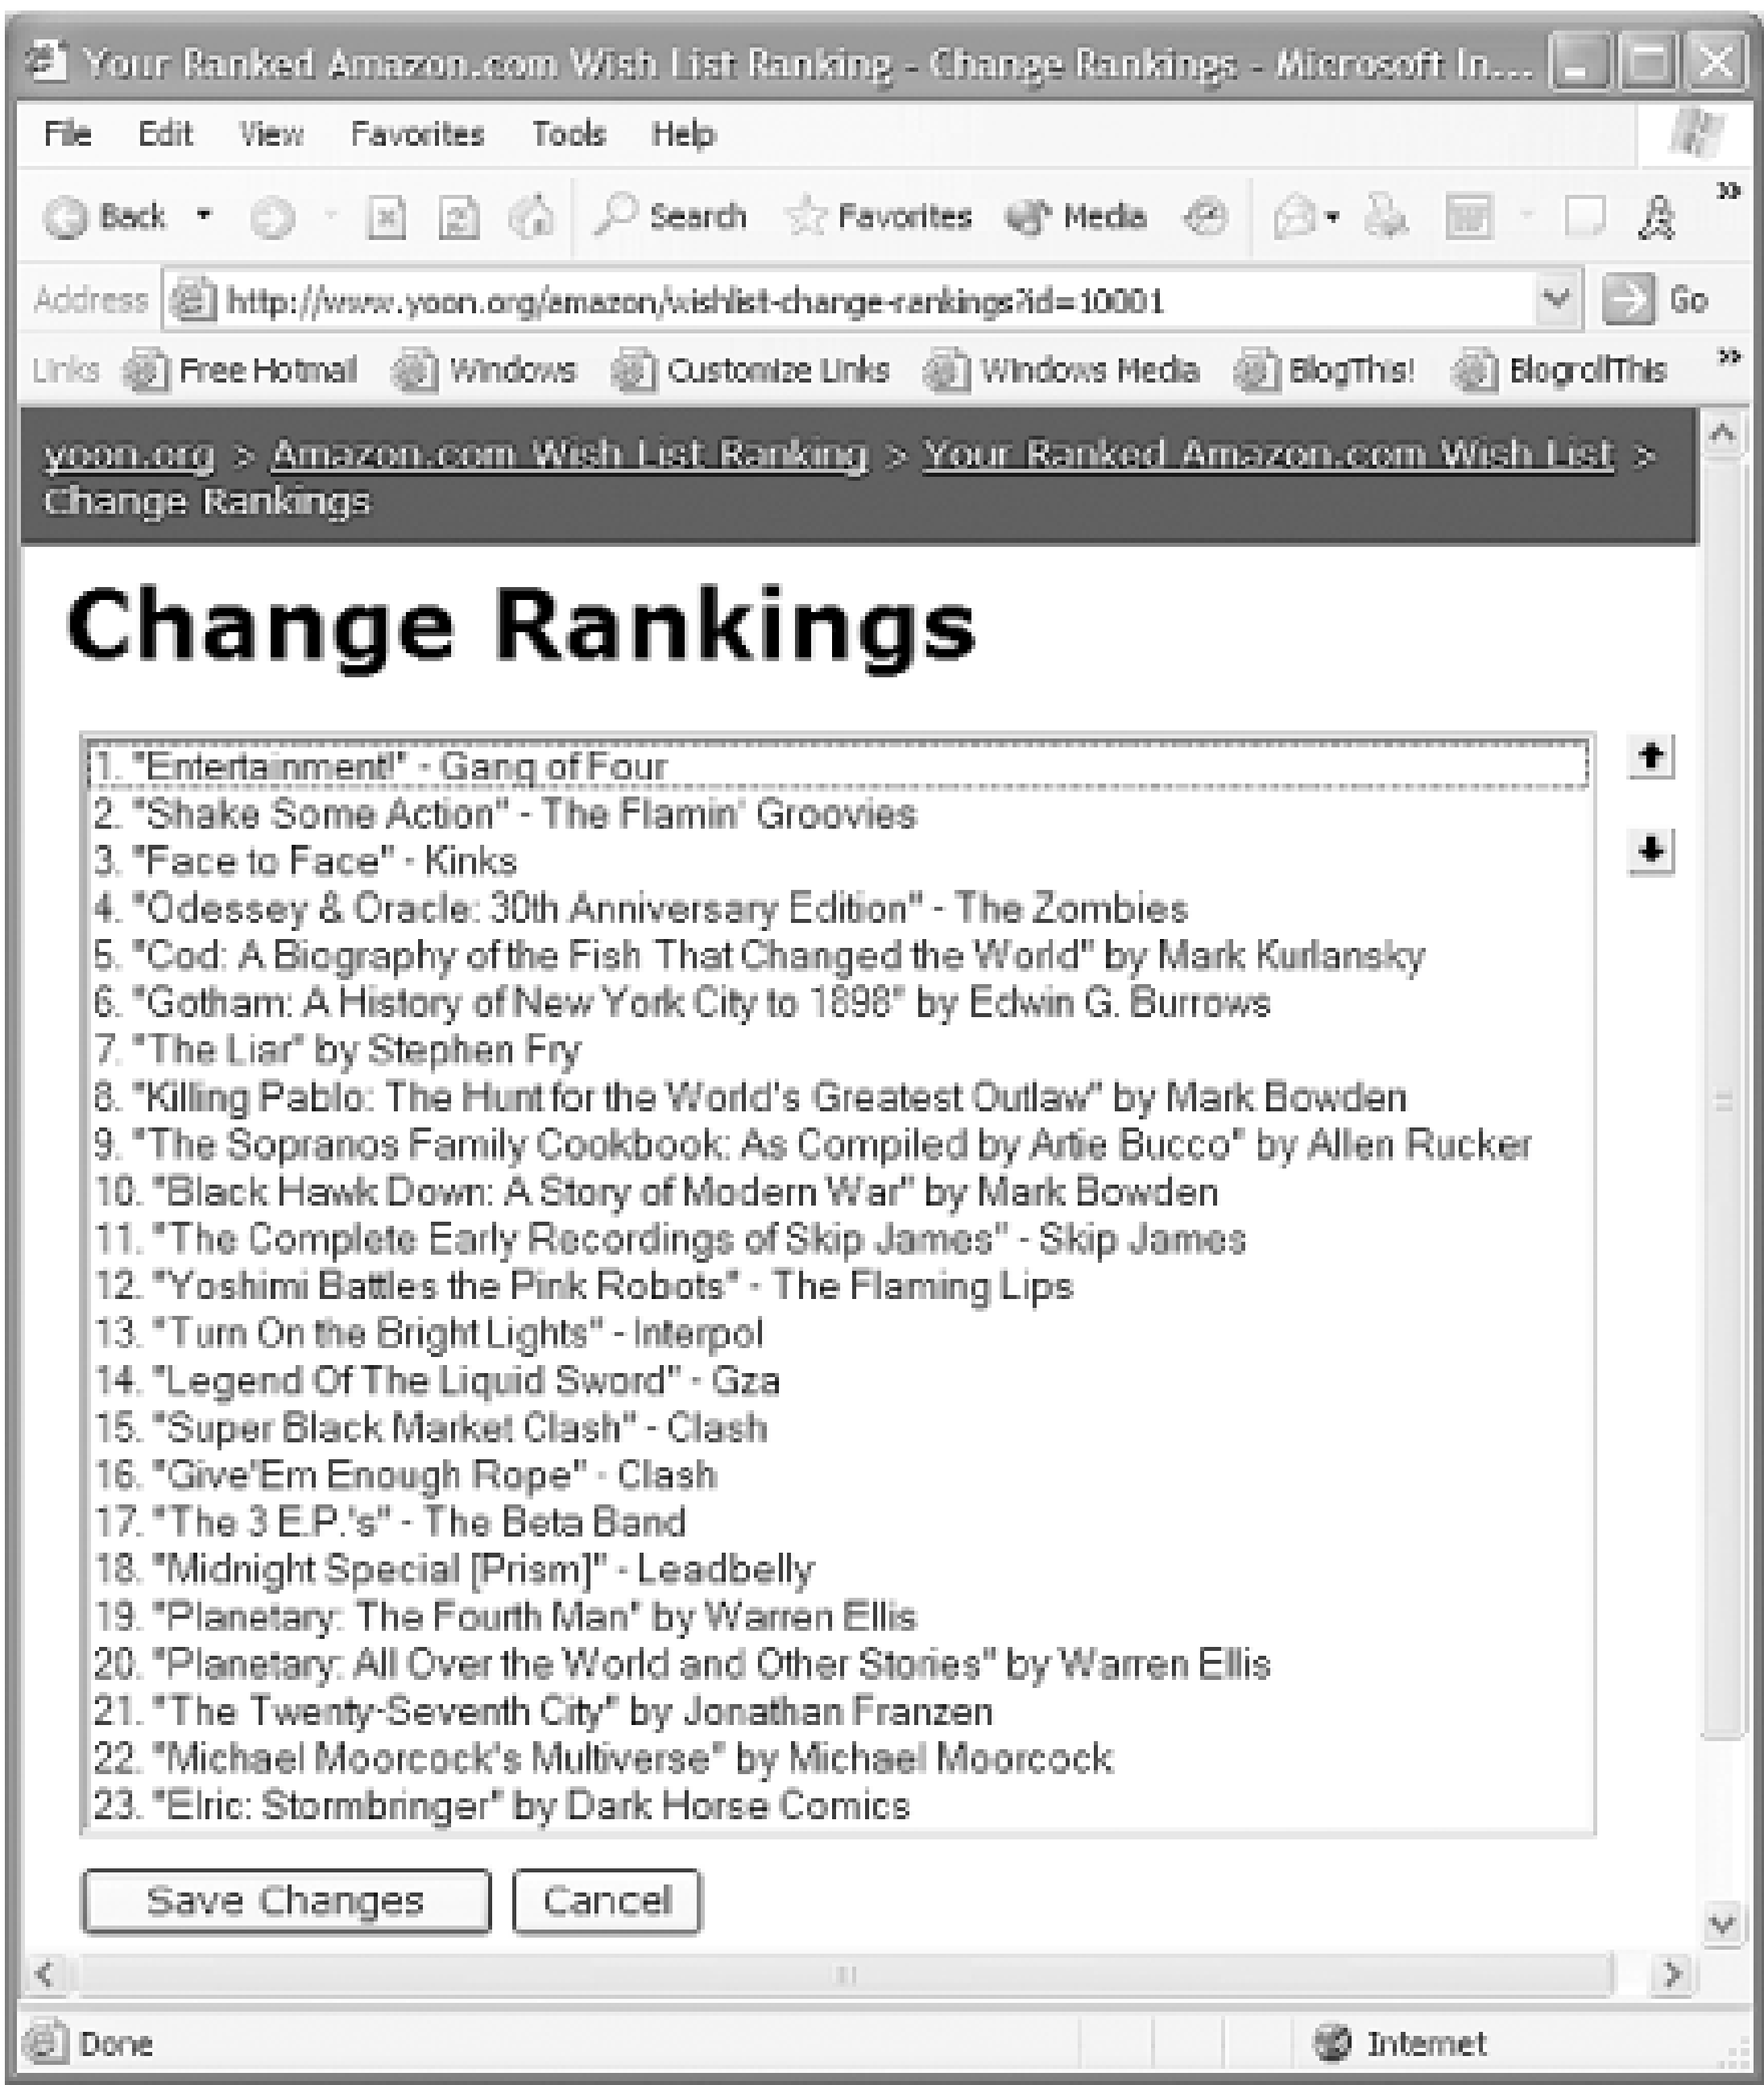 Your Ranked Amazon.com Wish List Ranking - Change Rankings - Microsoft In...
File Edit View Favorites Tools Help
Back Search Favorites Media
Address http://www.yoon.org/amazon/wishlist-change-rankings?id=10001 Go
Links Free Hotmail Windows Customize Links Windows Media BlogThis! BlogrollThis
yoon.org > Amazon.com Wish List Ranking > Your Ranked Amazon.com Wish List >
Change Rankings
Change Rankings
1. "Entertainment!" - Gang of Four
2. "Shake Some Action" - The Flamin' Groovies
3. "Face to Face" - Kinks
4. "Odessey & Oracle: 30th Anniversary Edition" - The Zombies
5. "Cod: A Biography of the Fish That Changed the World" by Mark Kurlansky
6. "Gotham: A History of New York City to 1898" by Edwin G. Burrows
7. "The Liar" by Stephen Fry
8. "Killing Pablo: The Hunt for the World's Greatest Outlaw" by Mark Bowden
9. "The Sopranos Family Cookbook: As Compiled by Artie Bucco" by Allen Rucker
10. "Black Hawk Down: A Story of Modern War" by Mark Bowden
11. "The Complete Early Recordings of Skip James" - Skip James
12. "Yoshimi Battles the Pink Robots" - The Flaming Lips
13. "Turn On the Bright Lights" - Interpol
14. "Legend Of The Liquid Sword" - Gza
15. "Super Black Market Clash" - Clash
16. "Give'Em Enough Rope" - Clash
17. "The 3 E.P.'s" - The Beta Band
18. "Midnight Special [Prism]" - Leadbelly
19. "Planetary: The Fourth Man" by Warren Ellis
20. "Planetary: All Over the World and Other Stories" by Warren Ellis
21. "The Twenty-Seventh City" by Jonathan Franzen
22. "Michael Moorcock's Multiverse" by Michael Moorcock
23. "Elric: Stormbringer" by Dark Horse Comics
Save Changes Cancel
Done Internet